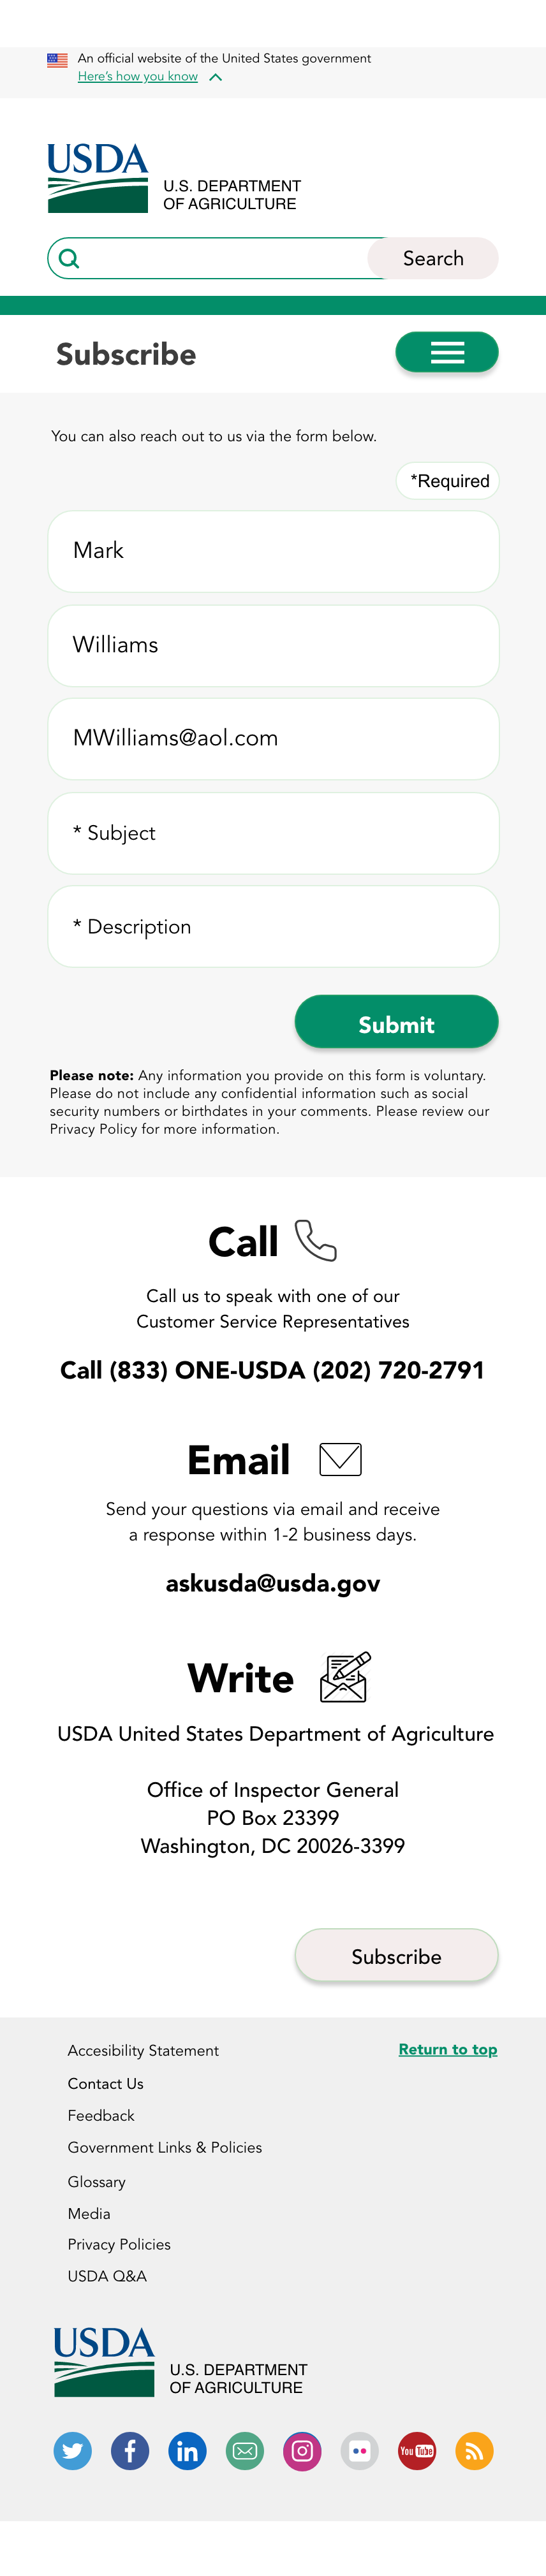 An official website of the United States government
Here's how you know
USDA
U.S. DEPARTMENT
OF AGRICULTURE
Search
Subscribe
You can also reach out to us via the form below.
*Required
Mark
Williams
MWilliams@aol.com
* Subject
* Description
Submit
Please note: Any information you provide on this form is voluntary.
Please do not include any confidential information such as social
security numbers or birthdates in your comments. Please review our
Privacy Policy for more information.
Call
Call us to speak with one of our
Customer Service Representatives
Call (833) ONE-USDA (202) 720-2791
Email
Send your questions via email and receive
a response within 1-2 business days.
askusda@usda.gov
Write
USDA United States Department of Agriculture
Office of Inspector General
PO Box 23399
Washington, DC 20026-3399
Subscribe
Accesibility Statement
Return to top
Contact Us
Feedback
Government Links & Policies
Glossary
Media
Privacy Policies
USDA Q&A
USDA
U.S. DEPARTMENT
OF AGRICULTURE
You Tube